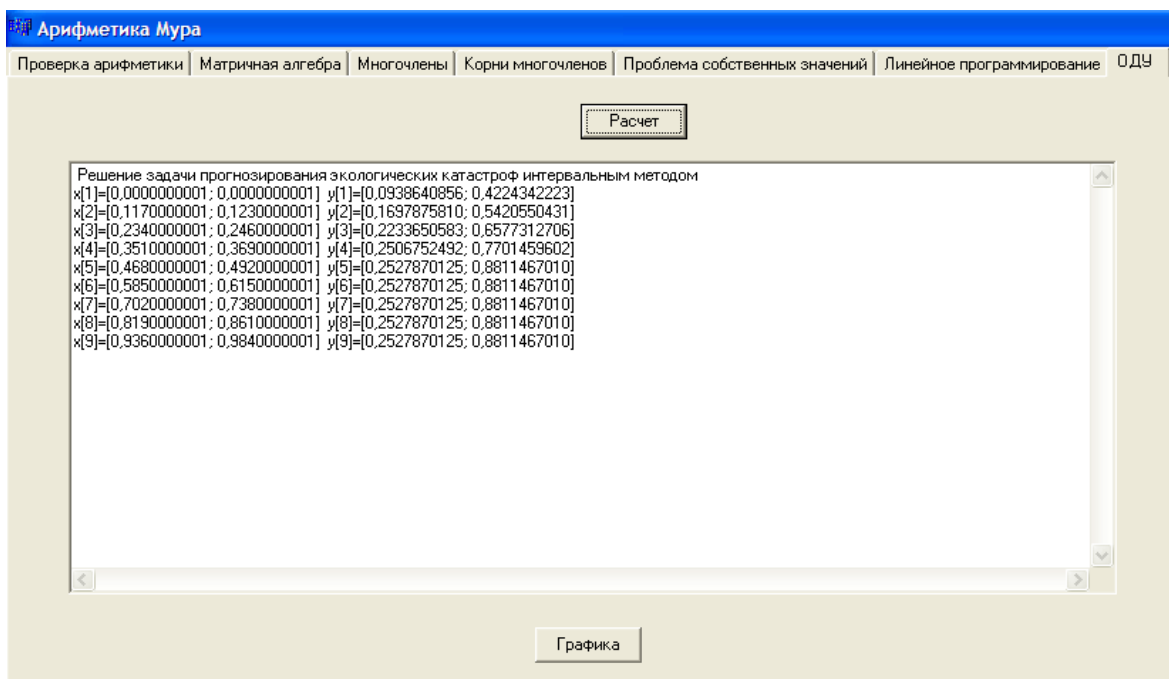 Арифметика Мура
Проверка арифметики Матричная алгебра Многочлены Корни многочленов Проблема собственных значений Линейное программирование ОДУ
Расчет
Решение задачи прогнозирования экологических катастроф интервальным методом
x[1]=[0,0000000001; 0,0000000001] y[1]=[0,0938640856; 0,4224342223]
x[2]=[0,1170000001; 0,1230000001] y[2]=[0,1697875810; 0,5420550431]
x[3]=[0,2340000001; 0,2460000001] y[3]=[0,2233650583; 0,6577312706]
x[4]=[0,3510000001; 0,3690000001] y[4]=[0,2506752492; 0,7701459602]
x[5]=[0,4680000001; 0,4920000001] y[5]=[0,2527870125; 0,8811467010]
x[6]=[0,5850000001; 0,6150000001] y[6]=[0,2527870125; 0,8811467010]
x[7]=[0,7020000001; 0,7380000001] y[7]=[0,2527870125; 0,8811467010]
x[8]=[0,8190000001; 0,8610000001] y[8]=[0,2527870125; 0,8811467010]
x[9]=[0,9360000001; 0,9840000001] y[9]=[0,2527870125; 0,8811467010]
Графика